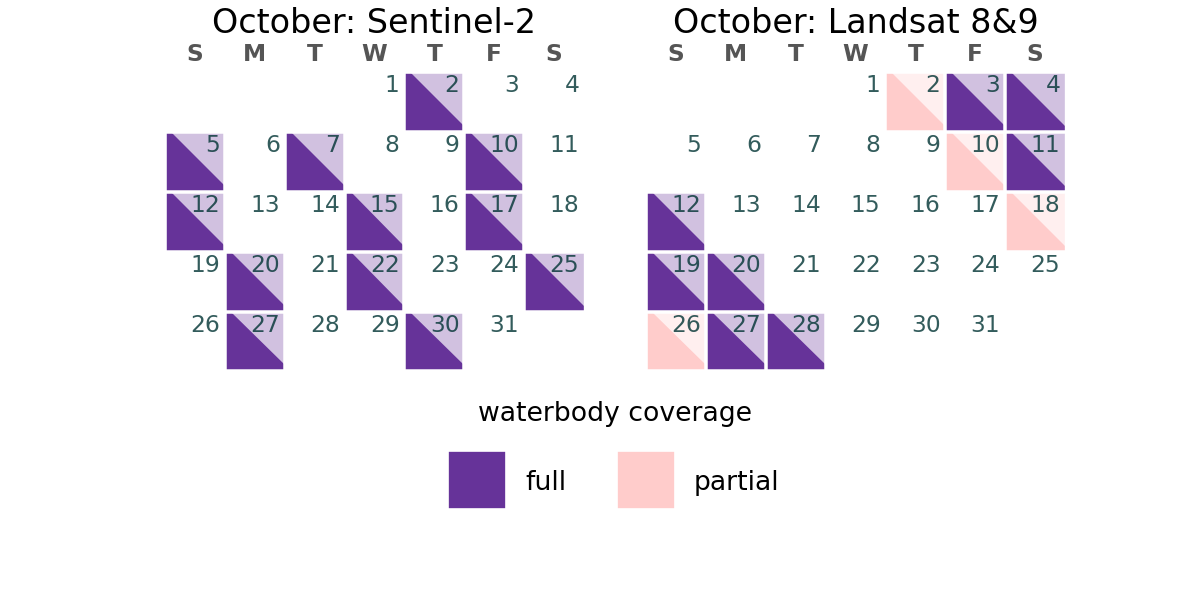 October: Sentinel-2
S M T W T F S
1 2 3 4
5 6 7 8 9 10 11
12 13 14 15 16 17 18
19 20 21 22 23 24 25
26 27 28 29 30 31
October: Landsat 8&9
S M T W T F S
1 2 3 4
5 6 7 8 9 10 11
12 13 14 15 16 17 18
19 20 21 22 23 24 25
26 27 28 29 30 31
waterbody coverage
full partial